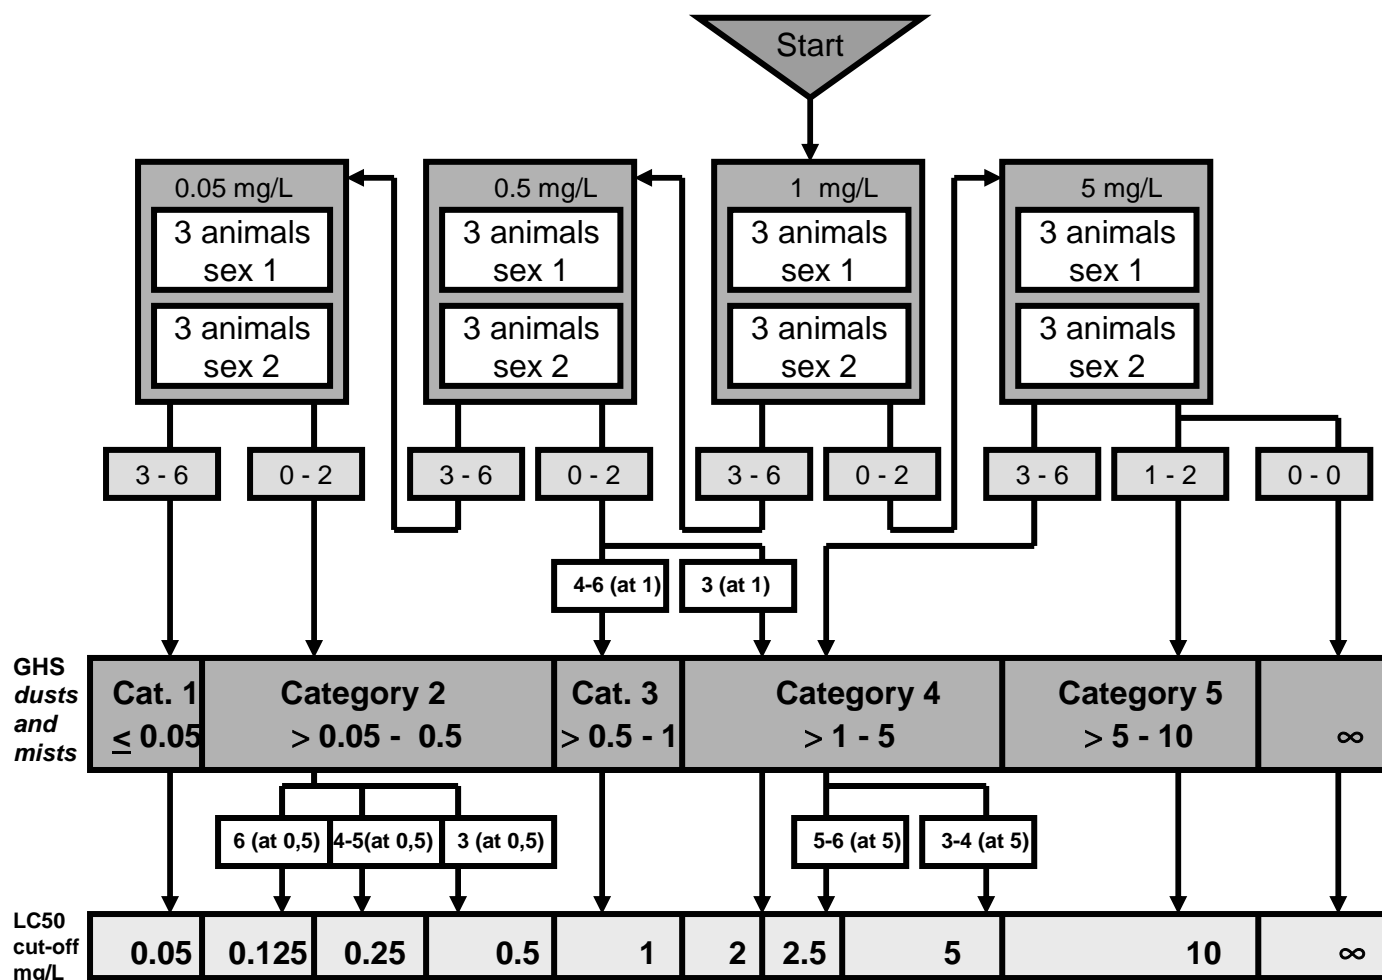 Start
0.05 mg/L
3 animals
sex 1
3 animals
sex 2
0.5 mg/L
3 animals
sex 1
3 animals
sex 2
1 mg/L
3 animals
sex 1
3 animals
sex 2
5 mg/L
3 animals
sex 1
3 animals
sex 2
3 - 6
0 - 2
3 - 6
0 - 2
3 - 6
0 - 2
3 - 6
1 - 2
0 - 0
4-6 (at 1)
3 (at 1)
GHS
dusts
and
mists
Cat. 1
≤ 0.05
Category 2
> 0.05 - 0.5
Cat. 3
> 0.5 - 1
Category 4
> 1 - 5
Category 5
> 5 - 10
∞
6 (at 0,5)
4-5(at 0,5)
3 (at 0,5)
5-6 (at 5)
3-4 (at 5)
LC50
cut-off
mg/L
0.05
0.125
0.25
0.5
1
2
2.5
5
10
∞